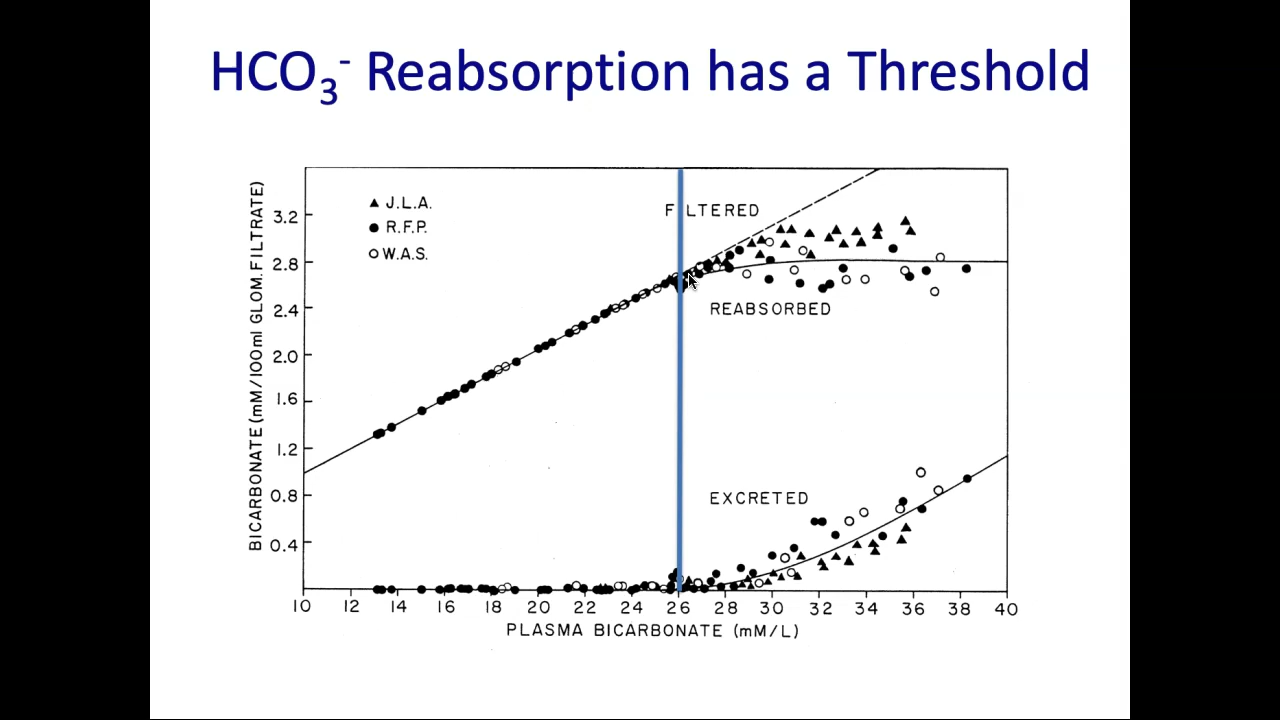 HCO₃⁻ Reabsorption has a Threshold
BICARBONATE (mM/100ml GLOM. FILTRATE)
3.2
2.8
2.4
2.0
1.6
1.2
0.8
0.4
J.L.A.
R.F.P.
W.A.S.
FILTERED
REABSORBED
EXCRETED
10 12 14 16 18 20 22 24 26 28 30 32 34 36 38 40
PLASMA BICARBONATE (mM/L)